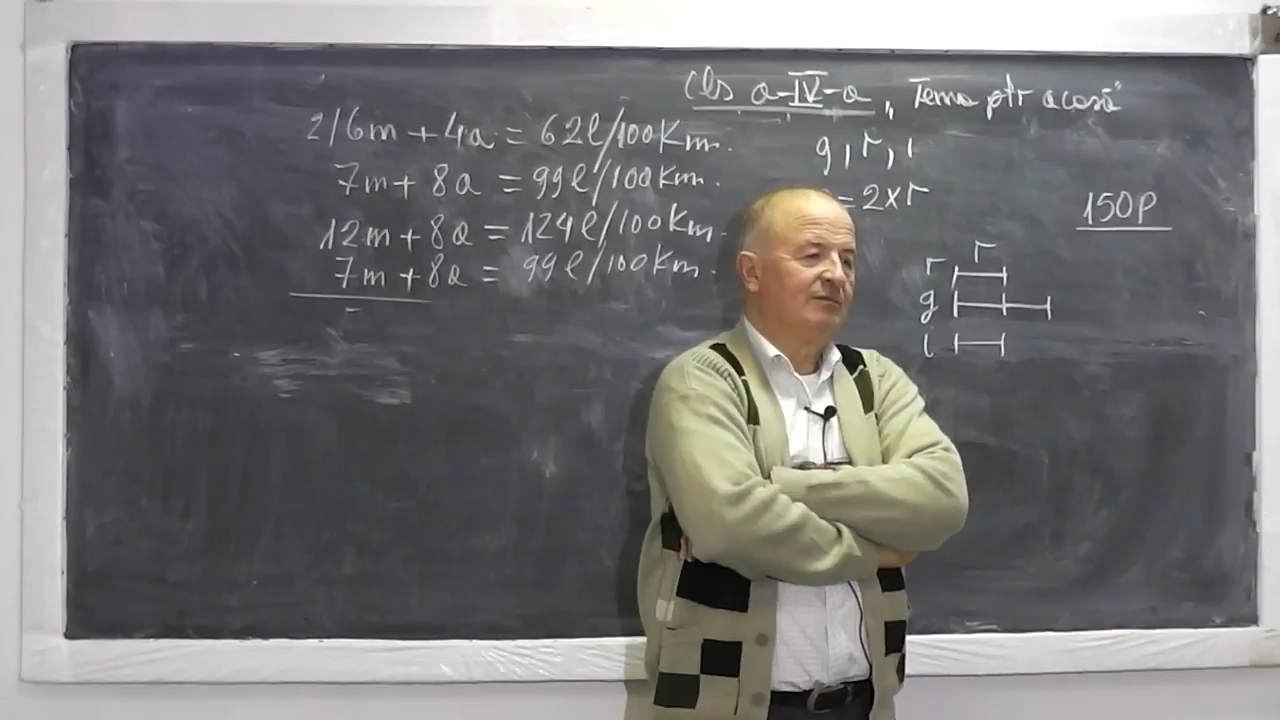 Cls a-IV-a „Tema ptr acasă”
2/6m + 4a = 62l/100Km.
7m + 8a = 99l/100Km.
12m + 8a = 124l/100Km.
7m + 8a = 99l/100Km.
g, r, i
= 2xr
150P
r
r
g
i